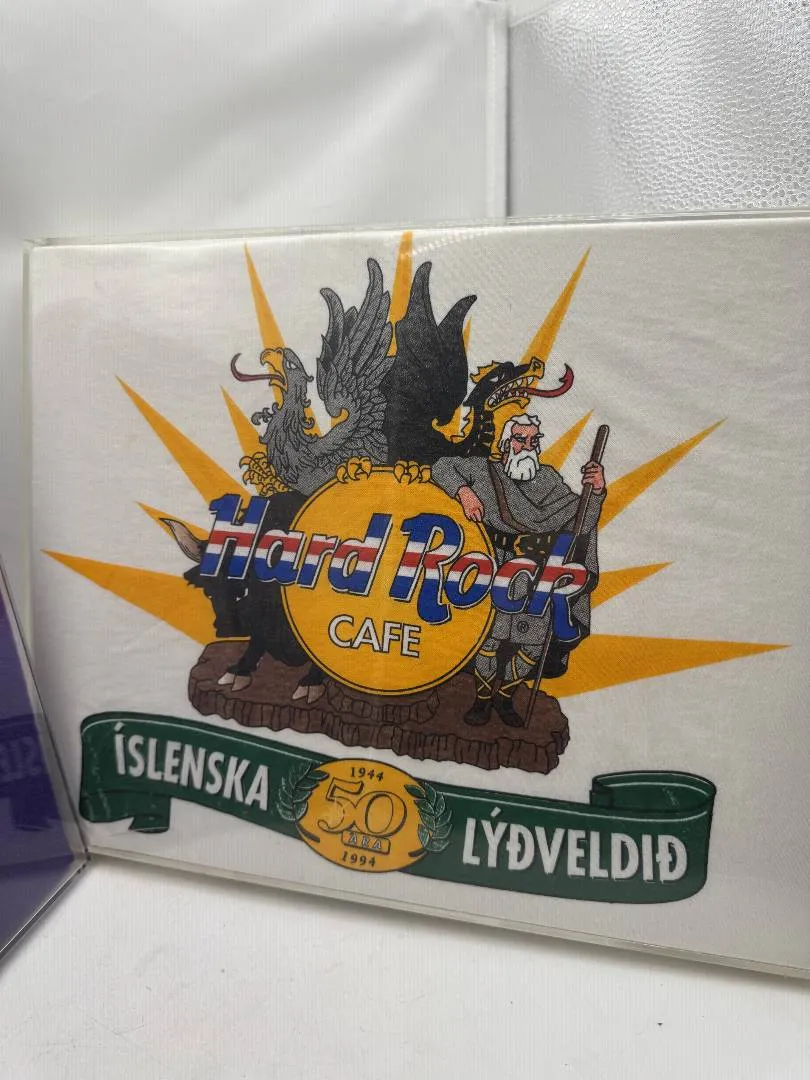 Hard Rock
®
CAFE
ÍSLENSKA
1944
50
ÁRA
1994
LÝÐVELDIÐ